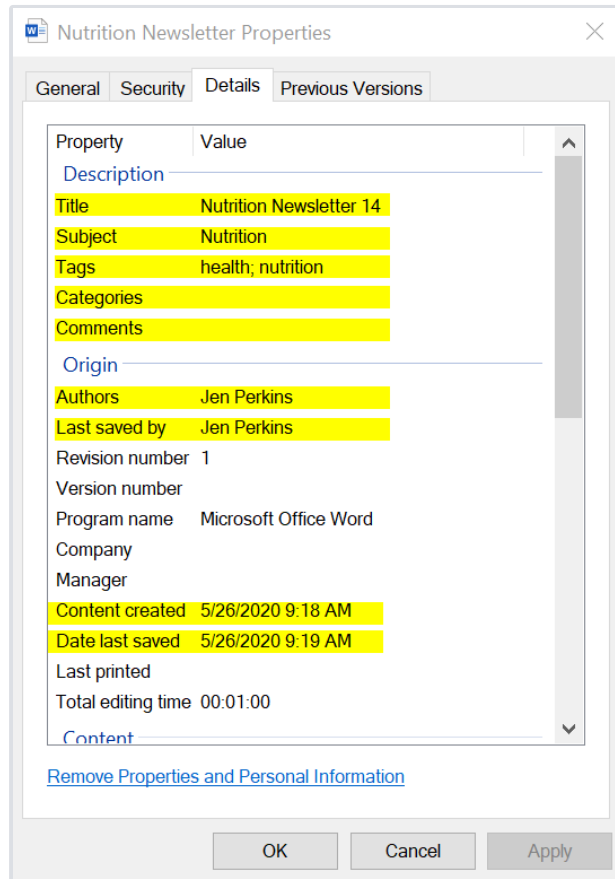 Nutrition Newsletter Properties
General Security Details Previous Versions
Property Value
Description
Title Nutrition Newsletter 14
Subject Nutrition
Tags health; nutrition
Categories
Comments
Origin
Authors Jen Perkins
Last saved by Jen Perkins
Revision number 1
Version number
Program name Microsoft Office Word
Company
Manager
Content created 5/26/2020 9:18 AM
Date last saved 5/26/2020 9:19 AM
Last printed
Total editing time 00:01:00
Content
Remove Properties and Personal Information
OK Cancel Apply